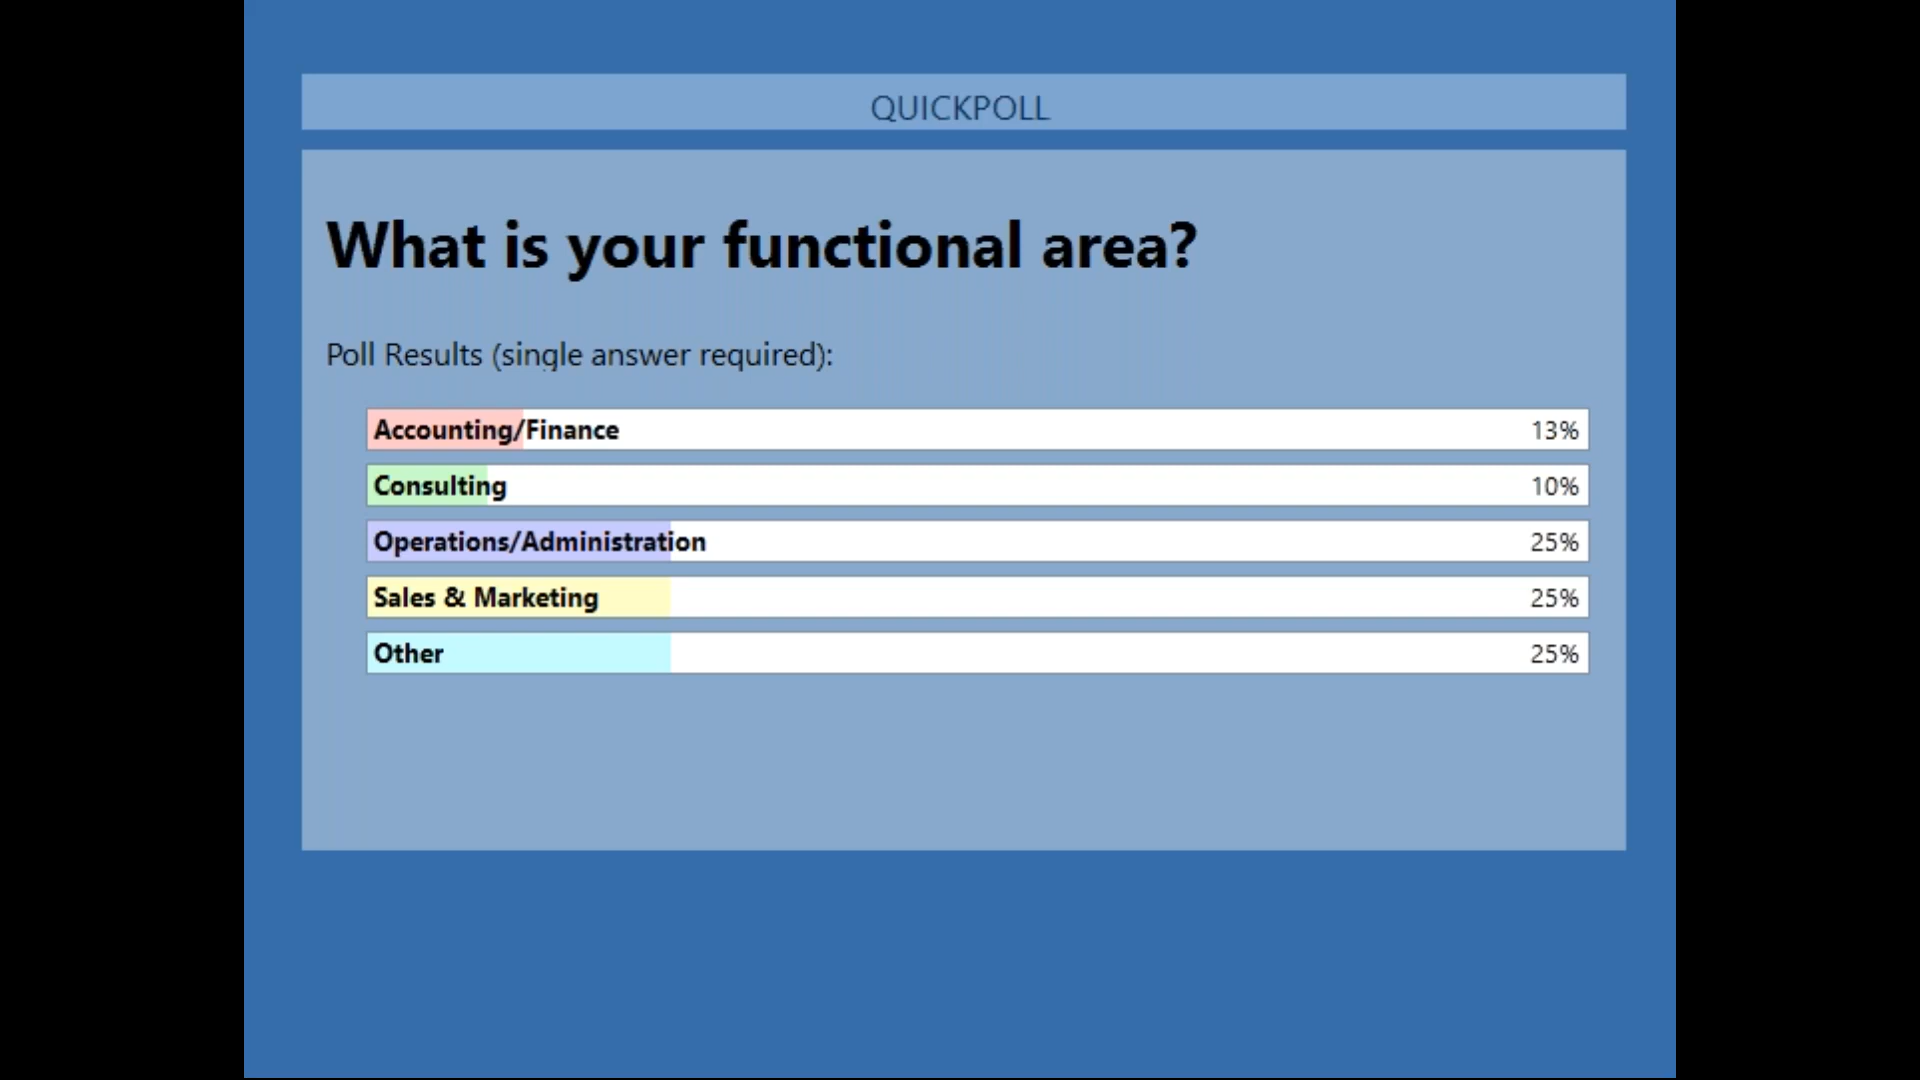 QUICKPOLL
What is your functional area?
Poll Results (single answer required):
Accounting/Finance 13%
Consulting 10%
Operations/Administration 25%
Sales & Marketing 25%
Other 25%